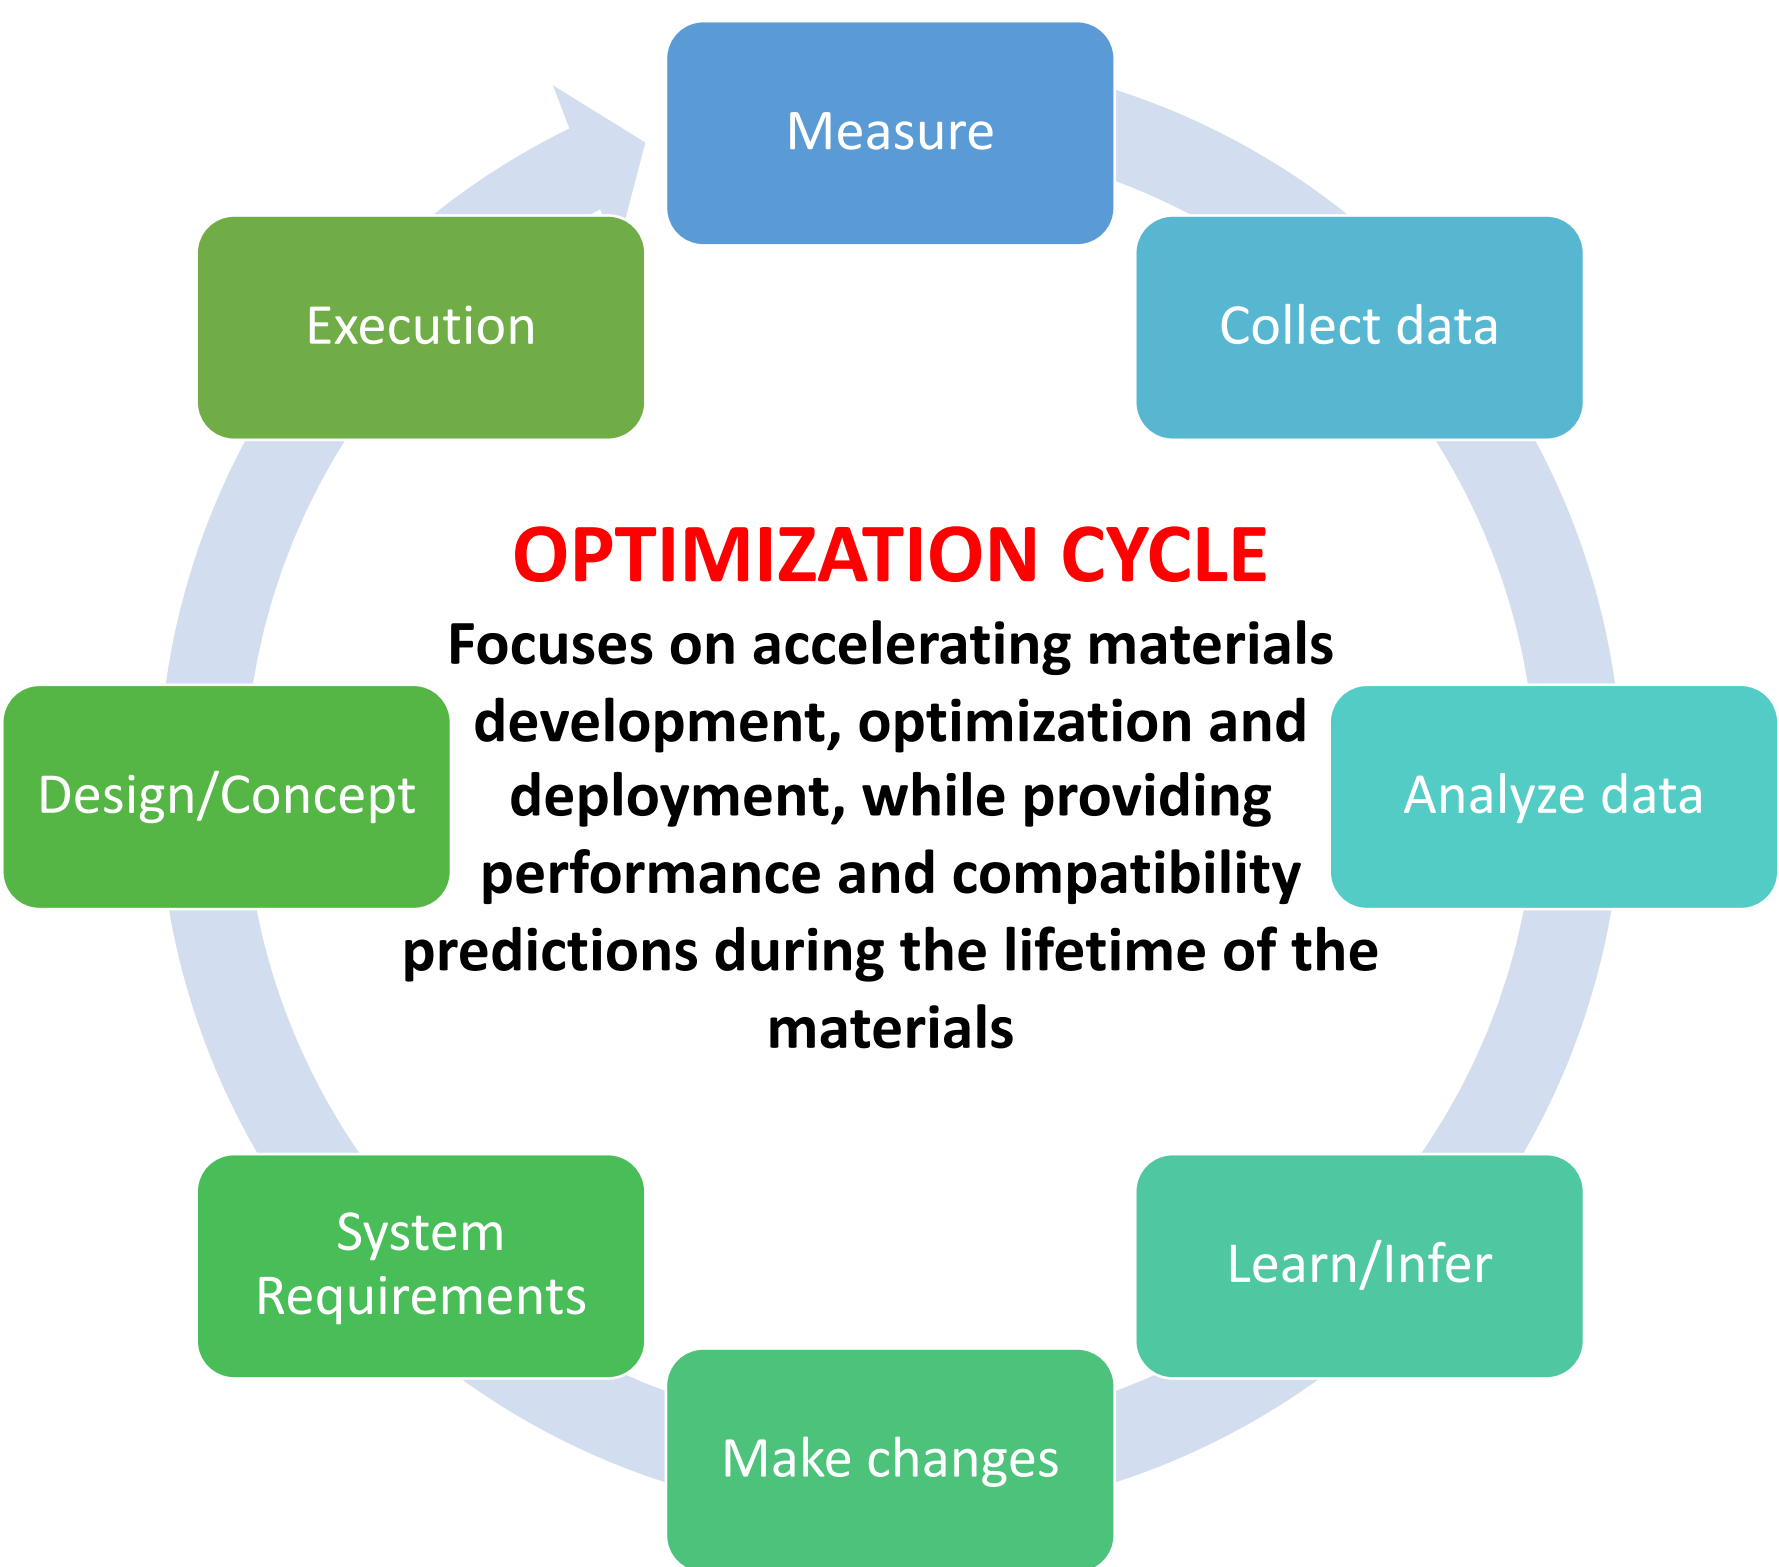 Measure
Collect data
Analyze data
Learn/Infer
Make changes
System
Requirements
Design/Concept
Execution
OPTIMIZATION CYCLE
Focuses on accelerating materials
development, optimization and
deployment, while providing
performance and compatibility
predictions during the lifetime of the
materials